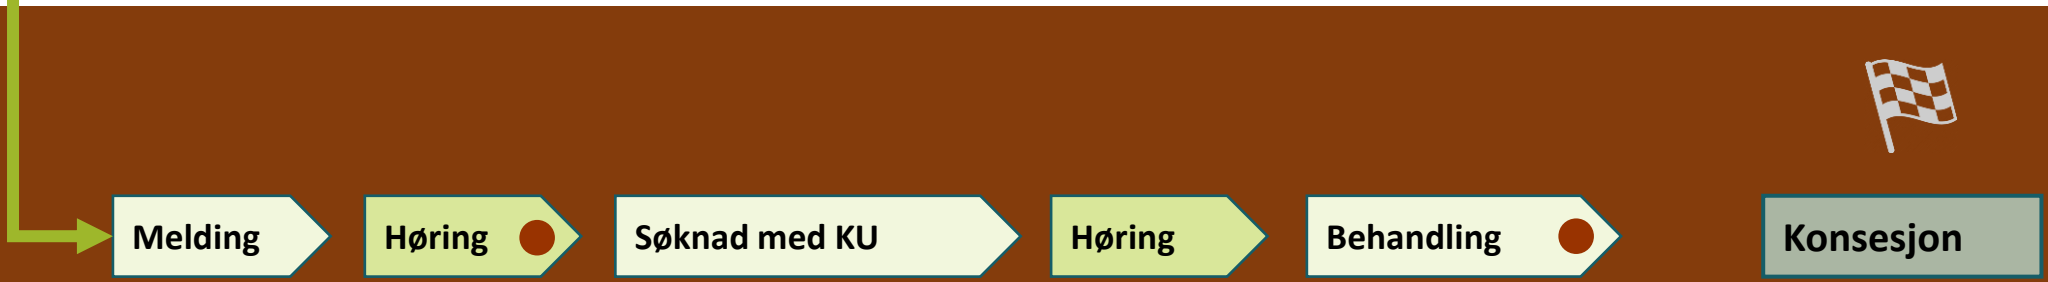 Melding
Høring
Søknad med KU
Høring
Behandling
Konsesjon